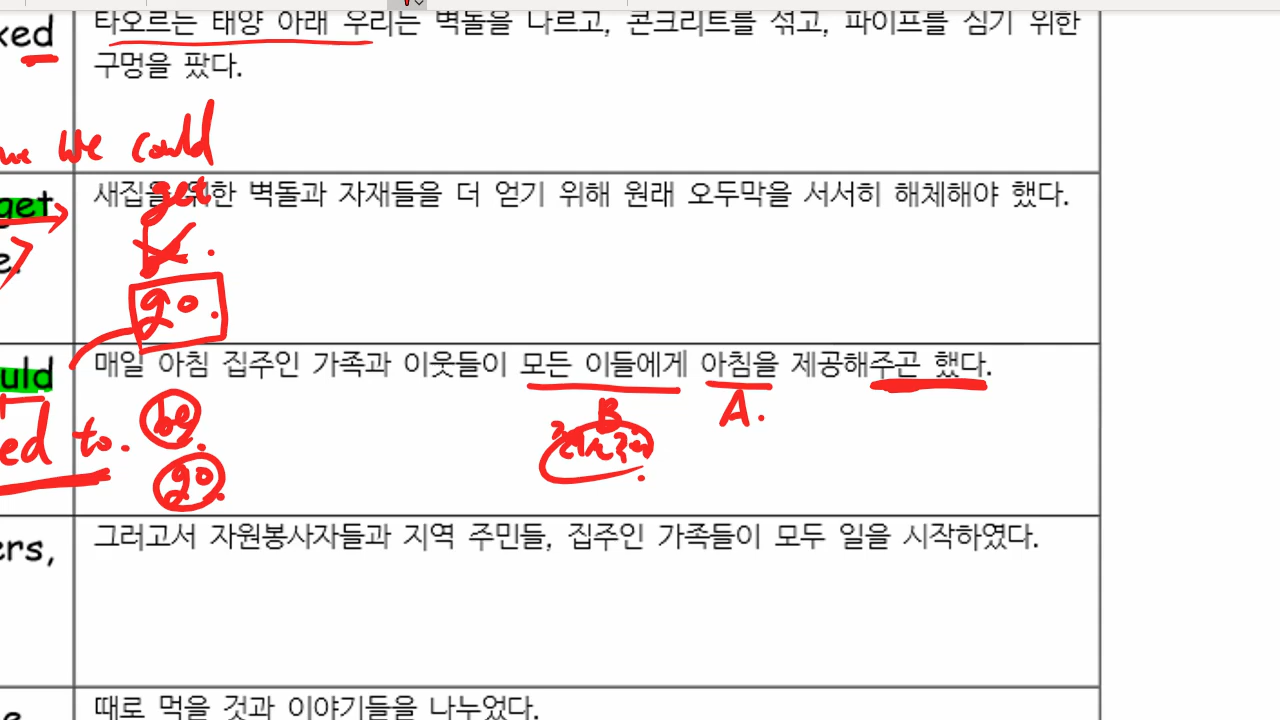 ked
타오르는 태양 아래 우리는 벽돌을 나르고, 콘크리트를 섞고, 파이프를 심기 위한
구멍을 팠다.
we could
get
get
새집을 위한 벽돌과 자재들을 더 얻기 위해 원래 오두막을 서서히 해체해야 했다.
e.
be.
go.
uld
매일 아침 집주인 가족과 이웃들이 모든 이들에게 아침을 제공해주곤 했다.
ed to.
be.
go.
B
A.
ers,
그러고서 자원봉사자들과 지역 주민들, 집주인 가족들이 모두 일을 시작하였다.
때로 먹을 것과 이야기들을 나누었다.